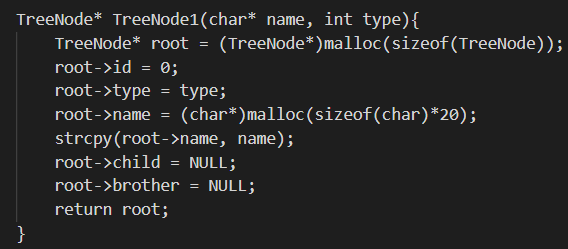 TreeNode* TreeNode1(char* name, int type){
    TreeNode* root = (TreeNode*)malloc(sizeof(TreeNode));
    root->id = 0;
    root->type = type;
    root->name = (char*)malloc(sizeof(char)*20);
    strcpy(root->name, name);
    root->child = NULL;
    root->brother = NULL;
    return root;
}